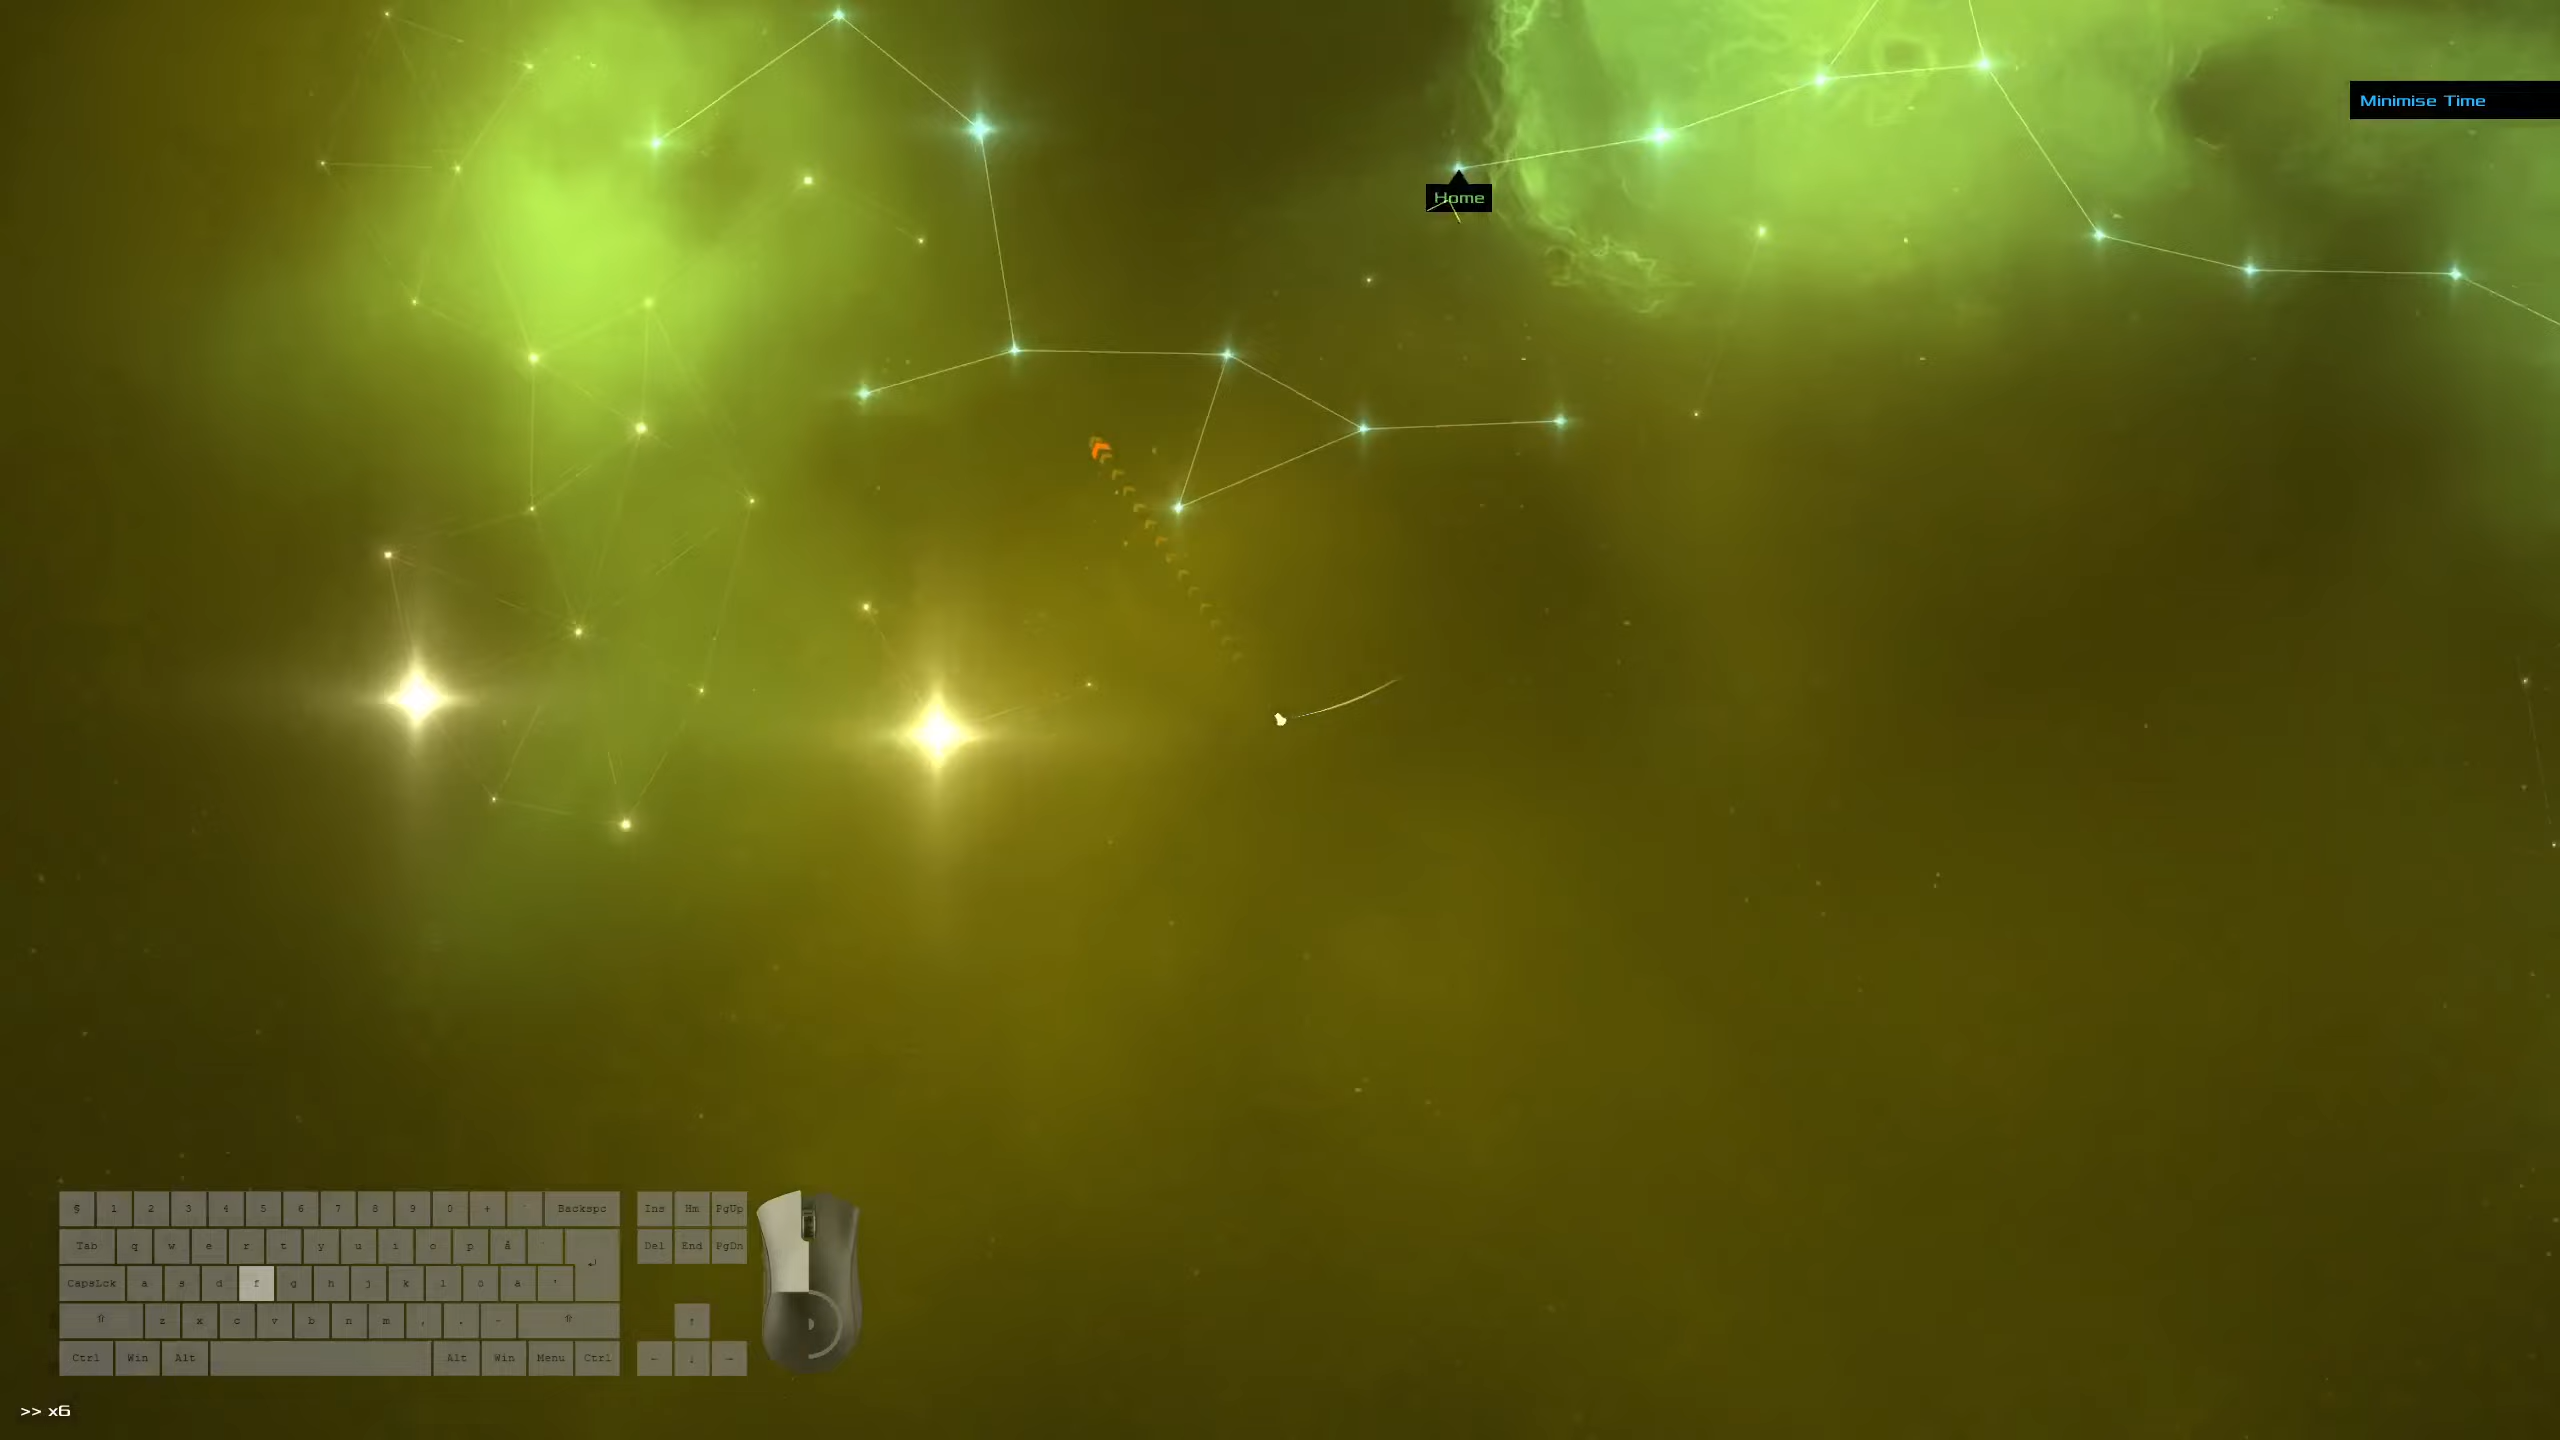 Minimise Time
Home
§ 1 2 3 4 5 6 7 8 9 0 + ´ Backspc Ins Hm PgUp
Tab q w e r t y u i o p å ¨ ↵ Del End PgDn
CapsLck a s d f g h j k l ö ä '
⇧ z x c v b n m , . - ⇧ ↑
Ctrl Win Alt Alt Win Menu Ctrl ← ↓ →
>> x6